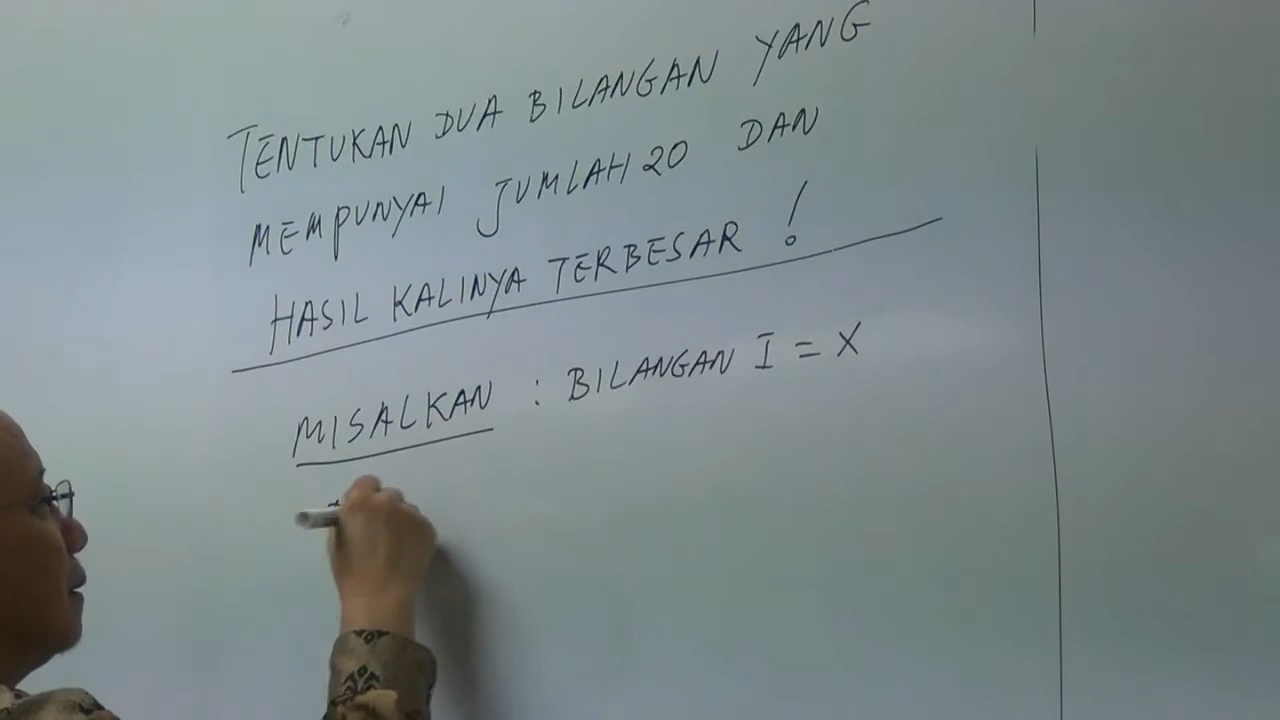 TENTUKAN DUA BILANGAN YANG
MEMPUNYAI JUMLAH 20 DAN
HASIL KALINYA TERBESAR !
MISALKAN : BILANGAN I = X